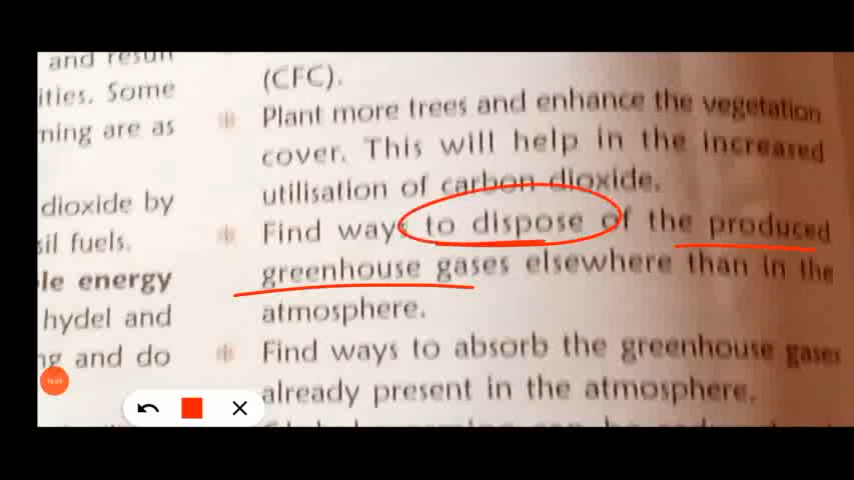 and result
ities. Some
ming are as
dioxide by
sil fuels.
le energy
hydel and
ng and do
(CFC).
Plant more trees and enhance the vegetation
cover. This will help in the increased
utilisation of carbon dioxide.
Find ways to dispose of the produced
greenhouse gases elsewhere than in the
atmosphere.
Find ways to absorb the greenhouse gases
already present in the atmosphere.